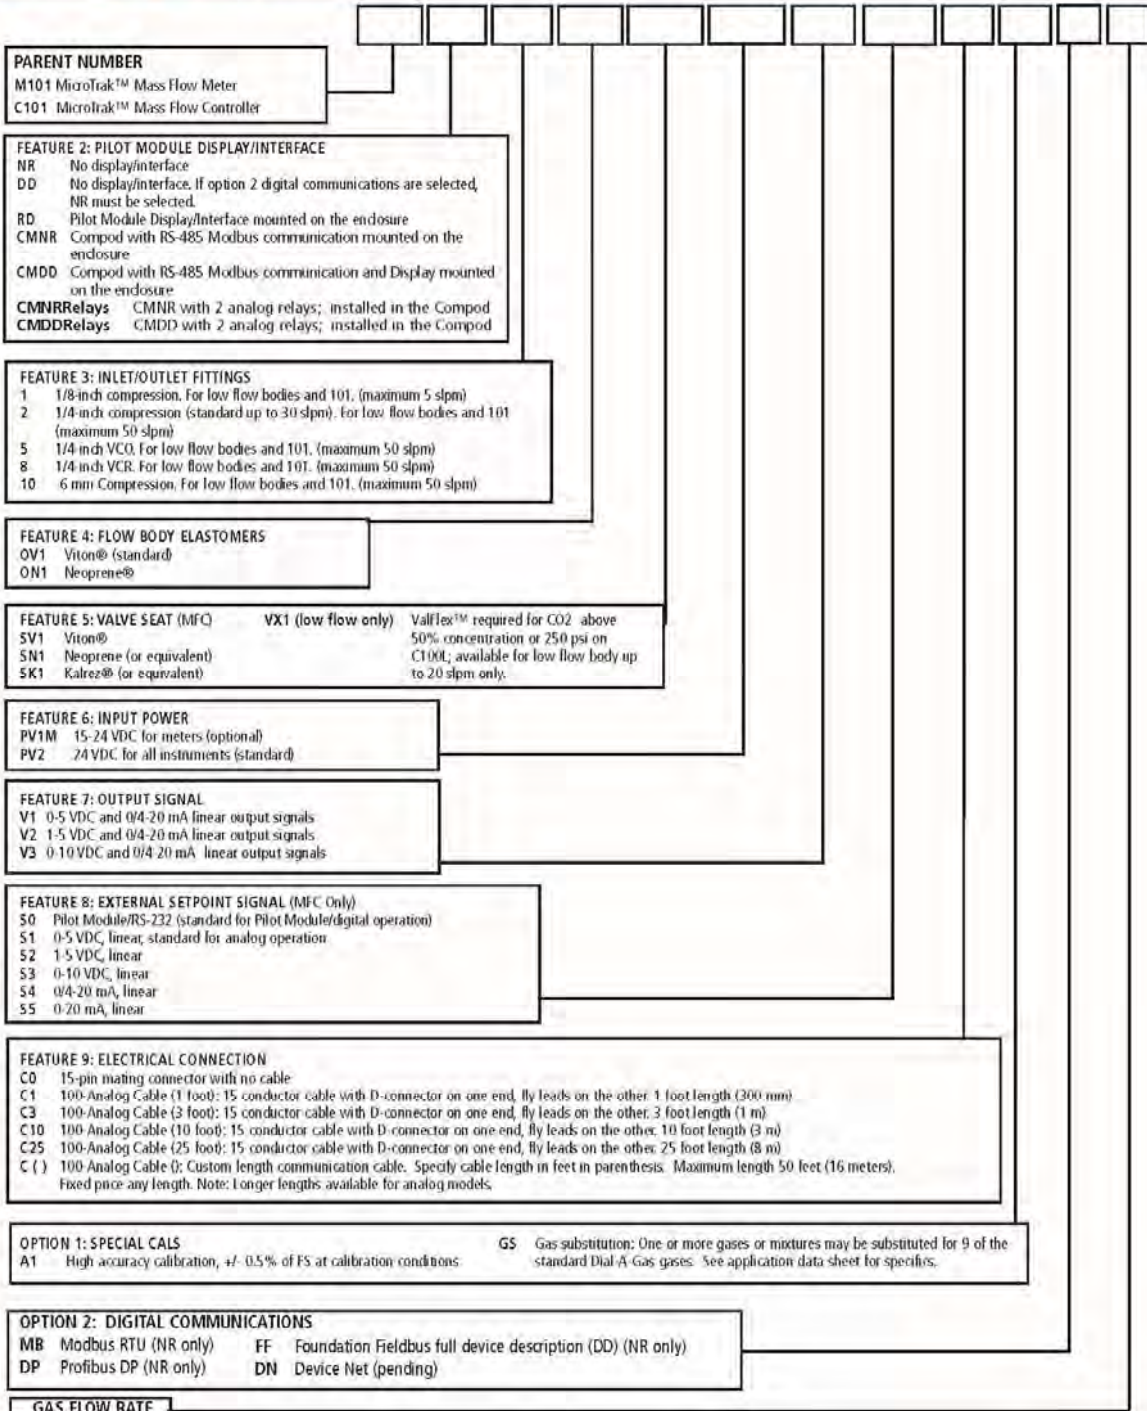 PARENT NUMBER
M101 MicroTrak™ Mass Flow Meter
C101 MicroTrak™ Mass Flow Controller
FEATURE 2: PILOT MODULE DISPLAY/INTERFACE
NR No display/interface
DD No display/interface. If option 2 digital communications are selected,
NR must be selected.
RD Pilot Module Display/Interface mounted on the enclosure
CMNR Compod with RS-485 Modbus communication mounted on the
enclosure
CMDD Compod with RS-485 Modbus communication and Display mounted
on the enclosure
CMNRRelays CMNR with 2 analog relays; installed in the Compod
CMDDRelays CMDD with 2 analog relays; installed in the Compod
FEATURE 3: INLET/OUTLET FITTINGS
1 1/8-inch compression. For low flow bodies and 101. (maximum 5 slpm)
2 1/4-inch compression (standard up to 30 slpm). For low flow bodies and 101
(maximum 50 slpm)
5 1/4-inch VCO. For low flow bodies and 101. (maximum 50 slpm)
8 1/4-inch VCR. For low flow bodies and 101. (maximum 50 slpm)
10 6 mm Compression. For low flow bodies and 101. (maximum 50 slpm)
FEATURE 4: FLOW BODY ELASTOMERS
OV1 Viton® (standard)
ON1 Neoprene®
FEATURE 5: VALVE SEAT (MFC) VX1 (low flow only) ValFlex™ required for CO2 above
SV1 Viton® 50% concentration or 250 psi on
SN1 Neoprene (or equivalent) C100L; available for low flow body up
SK1 Kalrez® (or equivalent) to 20 slpm only.
FEATURE 6: INPUT POWER
PV1M 15-24 VDC for meters (optional)
PV2 24 VDC for all instruments (standard)
FEATURE 7: OUTPUT SIGNAL
V1 0-5 VDC and 0/4-20 mA linear output signals
V2 1-5 VDC and 0/4-20 mA linear output signals
V3 0-10 VDC and 0/4-20 mA linear output signals
FEATURE 8: EXTERNAL SETPOINT SIGNAL (MFC Only)
S0 Pilot Module/RS-232 (standard for Pilot Module/digital operation)
S1 0-5 VDC, linear, standard for analog operation
S2 1-5 VDC, linear
S3 0-10 VDC, linear
S4 0/4-20 mA, linear
S5 0-20 mA, linear
FEATURE 9: ELECTRICAL CONNECTION
C0 15-pin mating connector with no cable
C1 100-Analog Cable (1 foot): 15 conductor cable with D-connector on one end, fly leads on the other. 1 foot length (300 mm)
C3 100-Analog Cable (3 foot): 15 conductor cable with D-connector on one end, fly leads on the other. 3 foot length (1 m)
C10 100-Analog Cable (10 foot): 15 conductor cable with D-connector on one end, fly leads on the other. 10 foot length (3 m)
C25 100-Analog Cable (25 foot): 15 conductor cable with D-connector on one end, fly leads on the other. 25 foot length (8 m)
C ( ) 100-Analog Cable (): Custom length communication cable. Specify cable length in feet in parenthesis. Maximum length 50 feet (16 meters).
Fixed price any length. Note: Longer lengths available for analog models.
OPTION 1: SPECIAL CALS GS Gas substitution: One or more gases or mixtures may be substituted for 9 of the
A1 High accuracy calibration, +/- 0.5% of FS at calibration conditions standard Dial-A-Gas gases. See application data sheet for specifics.
OPTION 2: DIGITAL COMMUNICATIONS
MB Modbus RTU (NR only) FF Foundation Fieldbus full device description (DD) (NR only)
DP Profibus DP (NR only) DN Device Net (pending)
GAS FLOW RATE